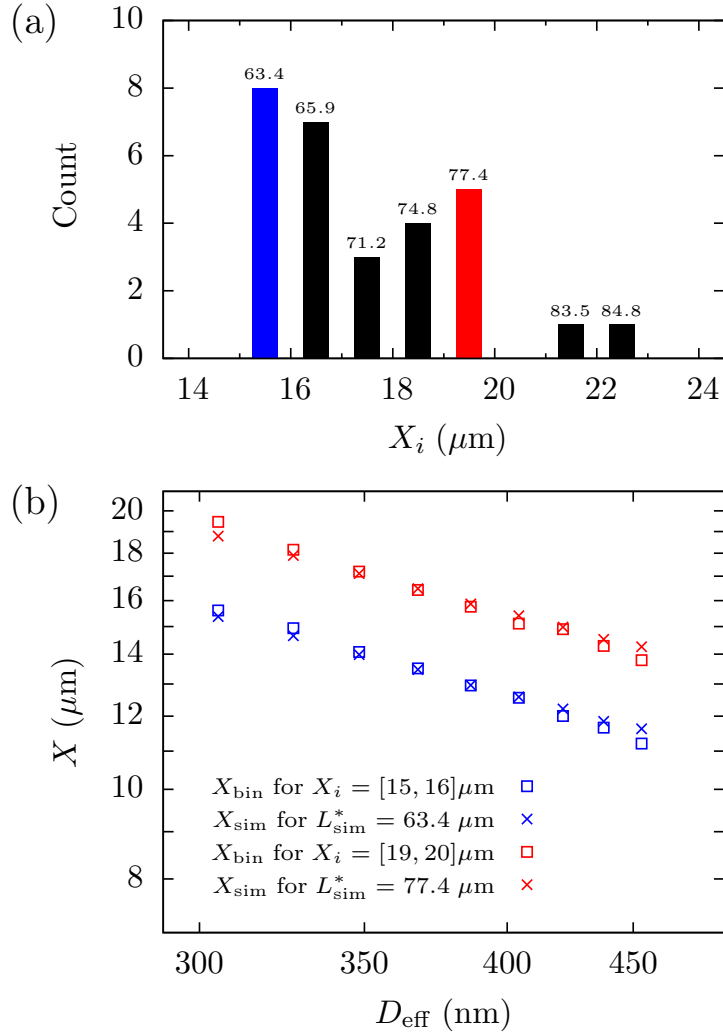 (a)
10
8
6
4
2
0
Count
63.4
65.9
71.2
74.8
77.4
83.5
84.8
14 16 18 20 22 24
X_i (μm)
(b)
20
18
16
14
12
10
8
X (μm)
X_bin for X_i = [15, 16]μm
X_sim for L*_sim = 63.4 μm
X_bin for X_i = [19, 20]μm
X_sim for L*_sim = 77.4 μm
300 350 400 450
D_eff (nm)